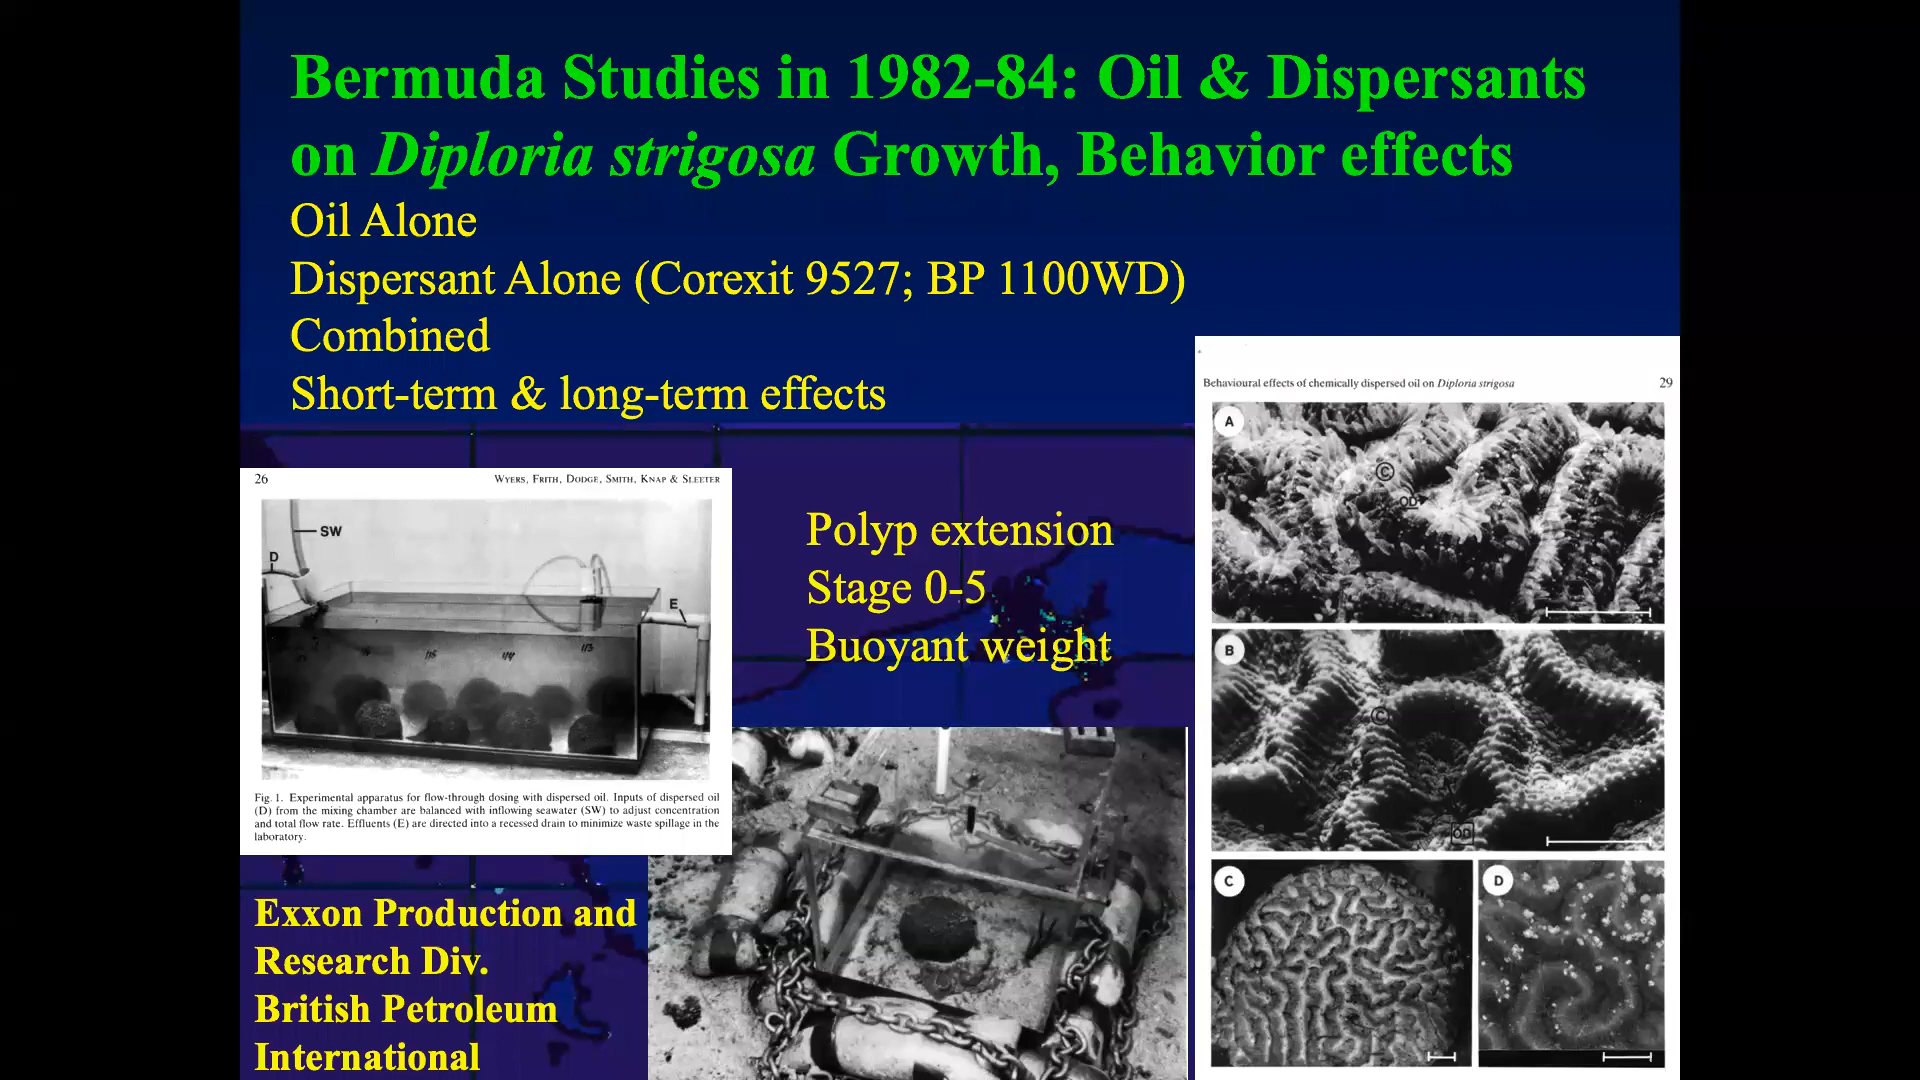 Bermuda Studies in 1982-84: Oil & Dispersants
on Diploria strigosa Growth, Behavior effects
Oil Alone
Dispersant Alone (Corexit 9527; BP 1100WD)
Combined
Short-term & long-term effects
26 WYERS, FRITH, DODGE, SMITH, KNAP & SLEETER
SW
D
E
115
114
113
Fig. 1. Experimental apparatus for flow-through dosing with dispersed oil. Inputs of dispersed oil
(D) from the mixing chamber are balanced with inflowing seawater (SW) to adjust concentration
and total flow rate. Effluents (E) are directed into a recessed drain to minimize waste spillage in the
laboratory.
Polyp extension
Stage 0-5
Buoyant weight
Exxon Production and
Research Div.
British Petroleum
International
Behavioural effects of chemically dispersed oil on Diploria strigosa 29
A
C
OD
B
C
OD
C
D